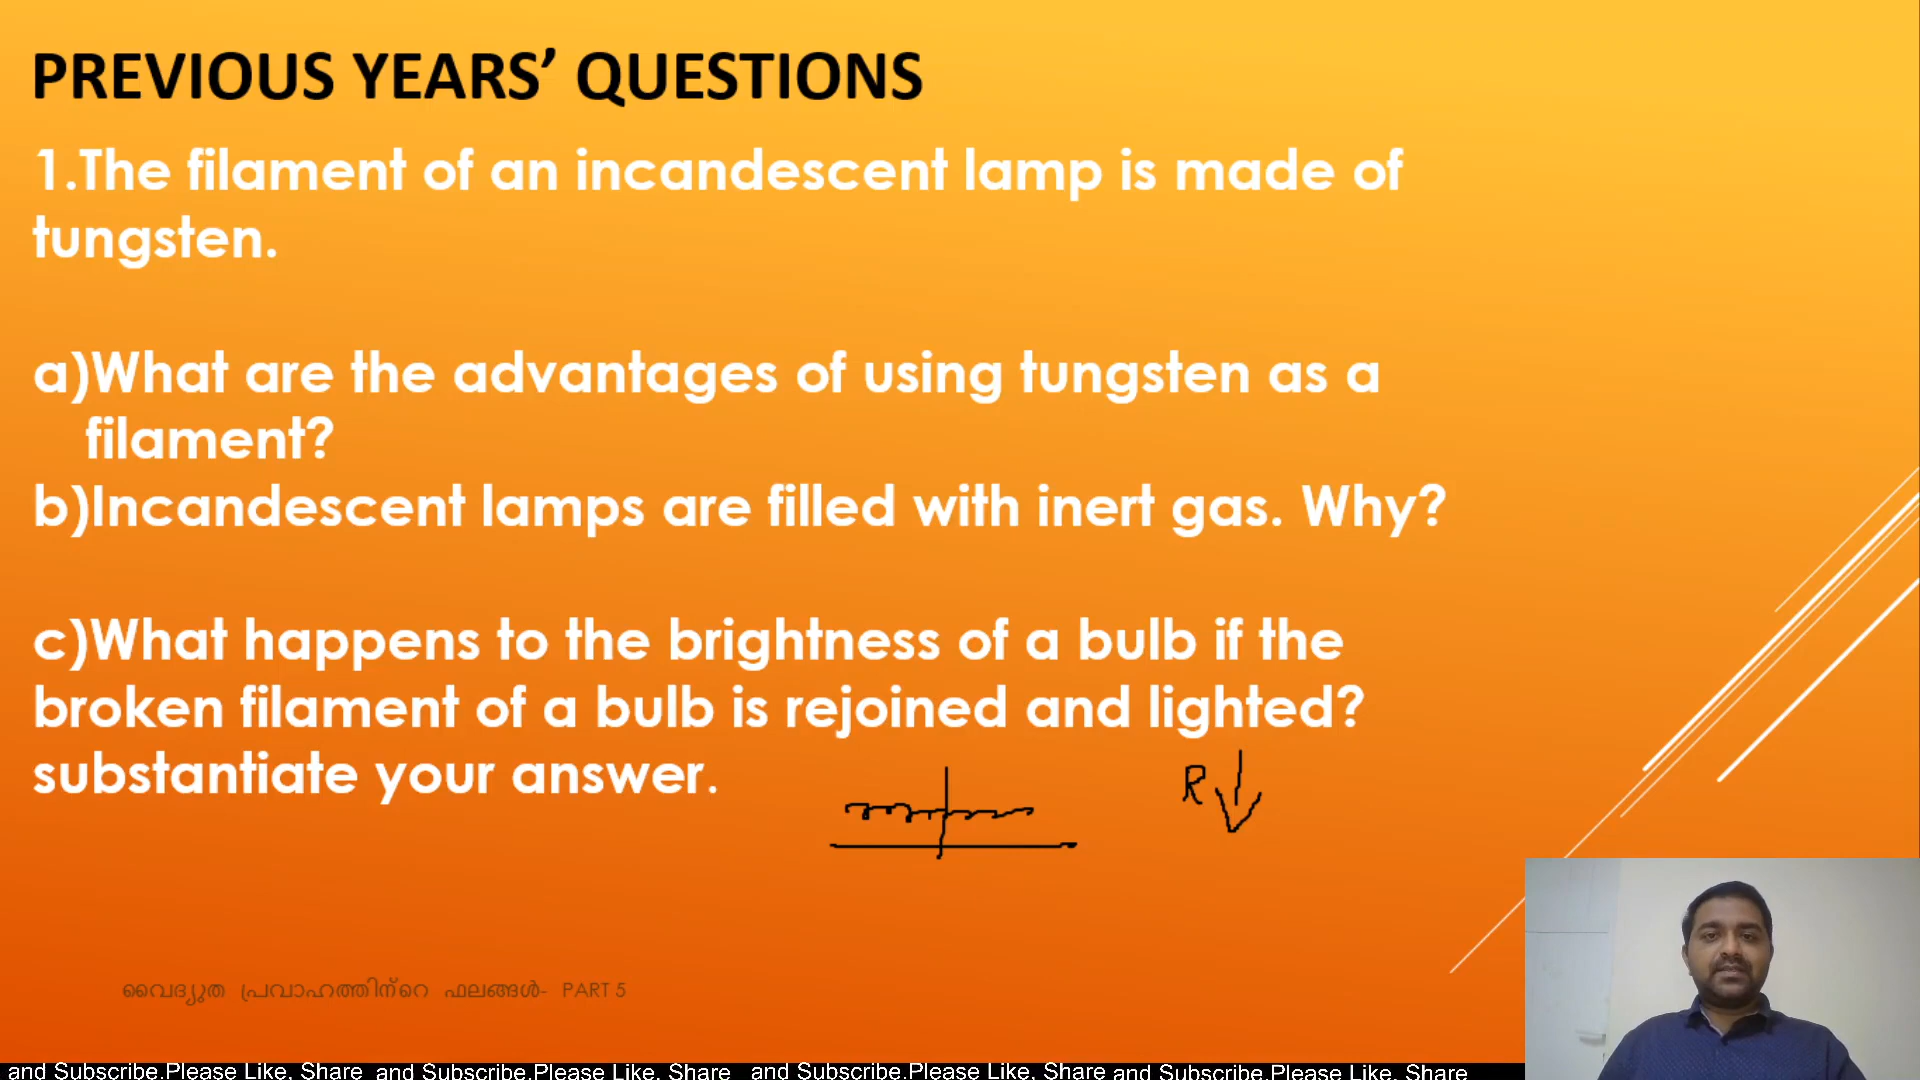 PREVIOUS YEARS’ QUESTIONS
1.The filament of an incandescent lamp is made of
tungsten.
a)What are the advantages of using tungsten as a
filament?
b)Incandescent lamps are filled with inert gas. Why?
c)What happens to the brightness of a bulb if the
broken filament of a bulb is rejoined and lighted?
substantiate your answer.
R
വൈദ്യുത പ്രവാഹത്തിന്റെ ഫലങ്ങൾ- PART 5
and Subscribe.Please Like, Share and Subscribe.Please Like, Share and Subscribe.Please Like, Share and Subscribe.Please Like, Share